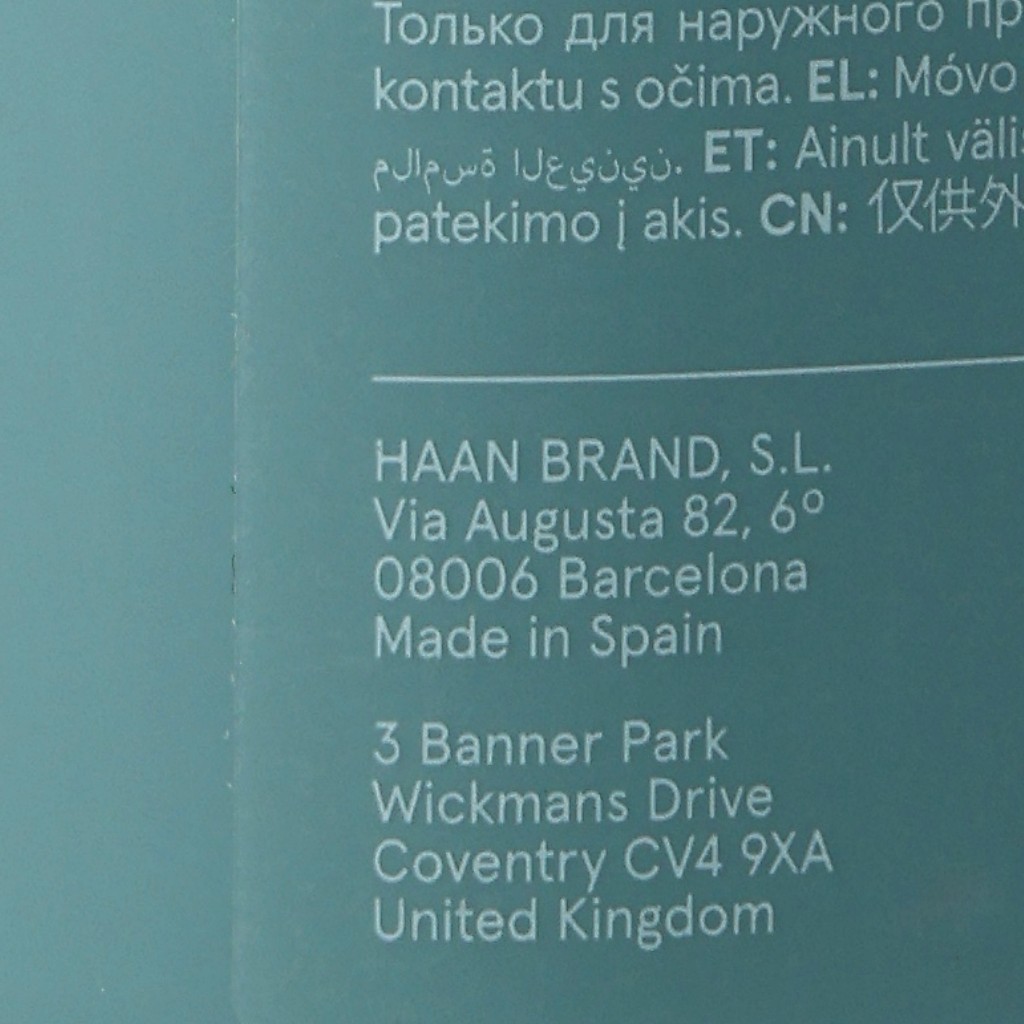 Только для наружного
kontaktu s očima. EL: Μόνο
ملامسة العينين. ET: Ainult
patekimo į akis. CN: 仅供外
HAAN BRAND, S.L.
Via Augusta 82, 6º
08006 Barcelona
Made in Spain
3 Banner Park
Wickmans Drive
Coventry CV4 9XA
United Kingdom